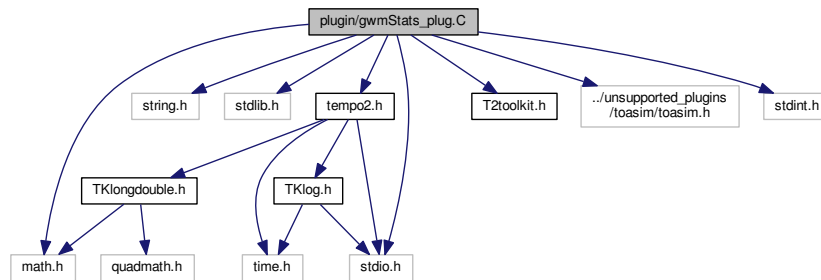 plugin/gwmStats_plug.C
string.h
stdlib.h
tempo2.h
T2toolkit.h
../unsupported_plugins
/toasim/toasim.h
stdint.h
TKlongdouble.h
TKlog.h
math.h
quadmath.h
time.h
stdio.h